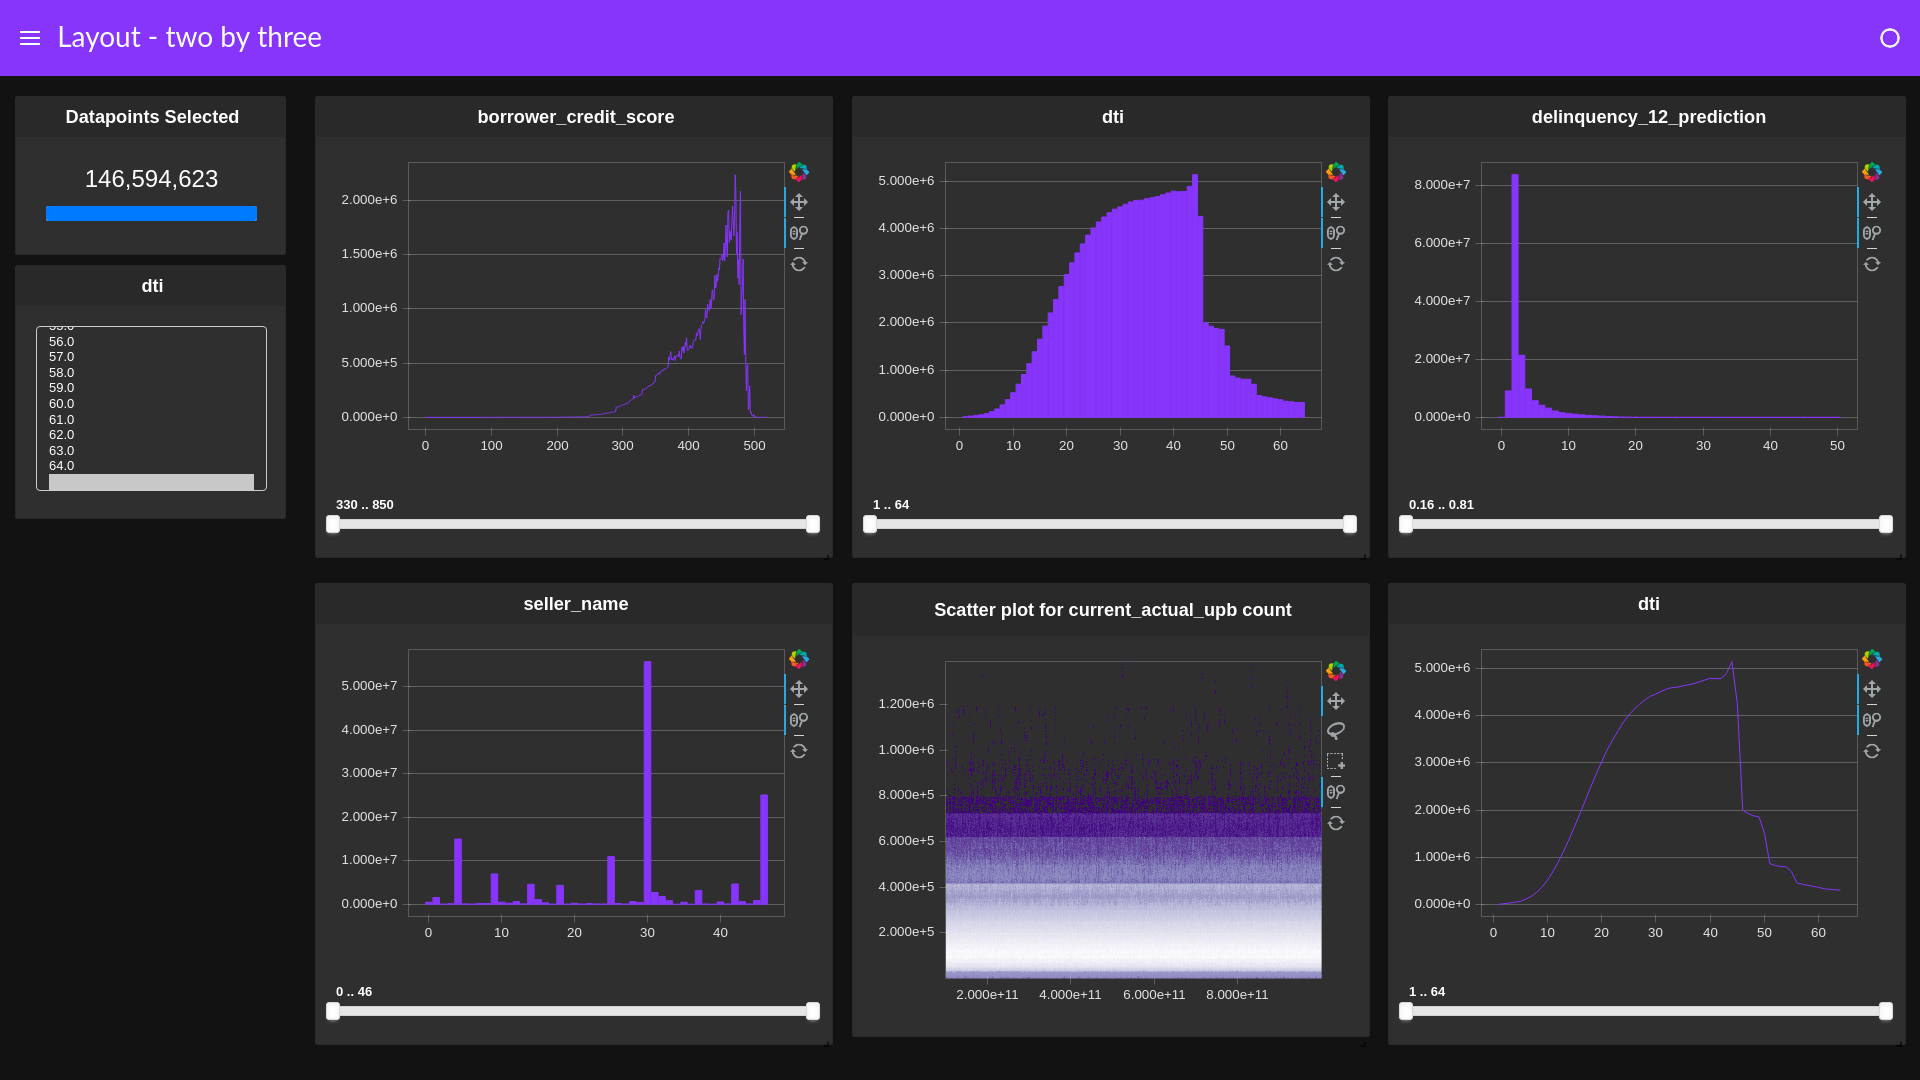 Layout - two by three
Datapoints Selected
146,594,623
dti
55.0
56.0
57.0
58.0
59.0
60.0
61.0
62.0
63.0
64.0
borrower_credit_score
2.000e+6
1.500e+6
1.000e+6
5.000e+5
0.000e+0
0 100 200 300 400 500
330 .. 850
dti
5.000e+6
4.000e+6
3.000e+6
2.000e+6
1.000e+6
0.000e+0
0 10 20 30 40 50 60
1 .. 64
delinquency_12_prediction
8.000e+7
6.000e+7
4.000e+7
2.000e+7
0.000e+0
0 10 20 30 40 50
0.16 .. 0.81
seller_name
5.000e+7
4.000e+7
3.000e+7
2.000e+7
1.000e+7
0.000e+0
0 10 20 30 40
0 .. 46
Scatter plot for current_actual_upb count
1.200e+6
1.000e+6
8.000e+5
6.000e+5
4.000e+5
2.000e+5
2.000e+11 4.000e+11 6.000e+11 8.000e+11
dti
5.000e+6
4.000e+6
3.000e+6
2.000e+6
1.000e+6
0.000e+0
0 10 20 30 40 50 60
1 .. 64